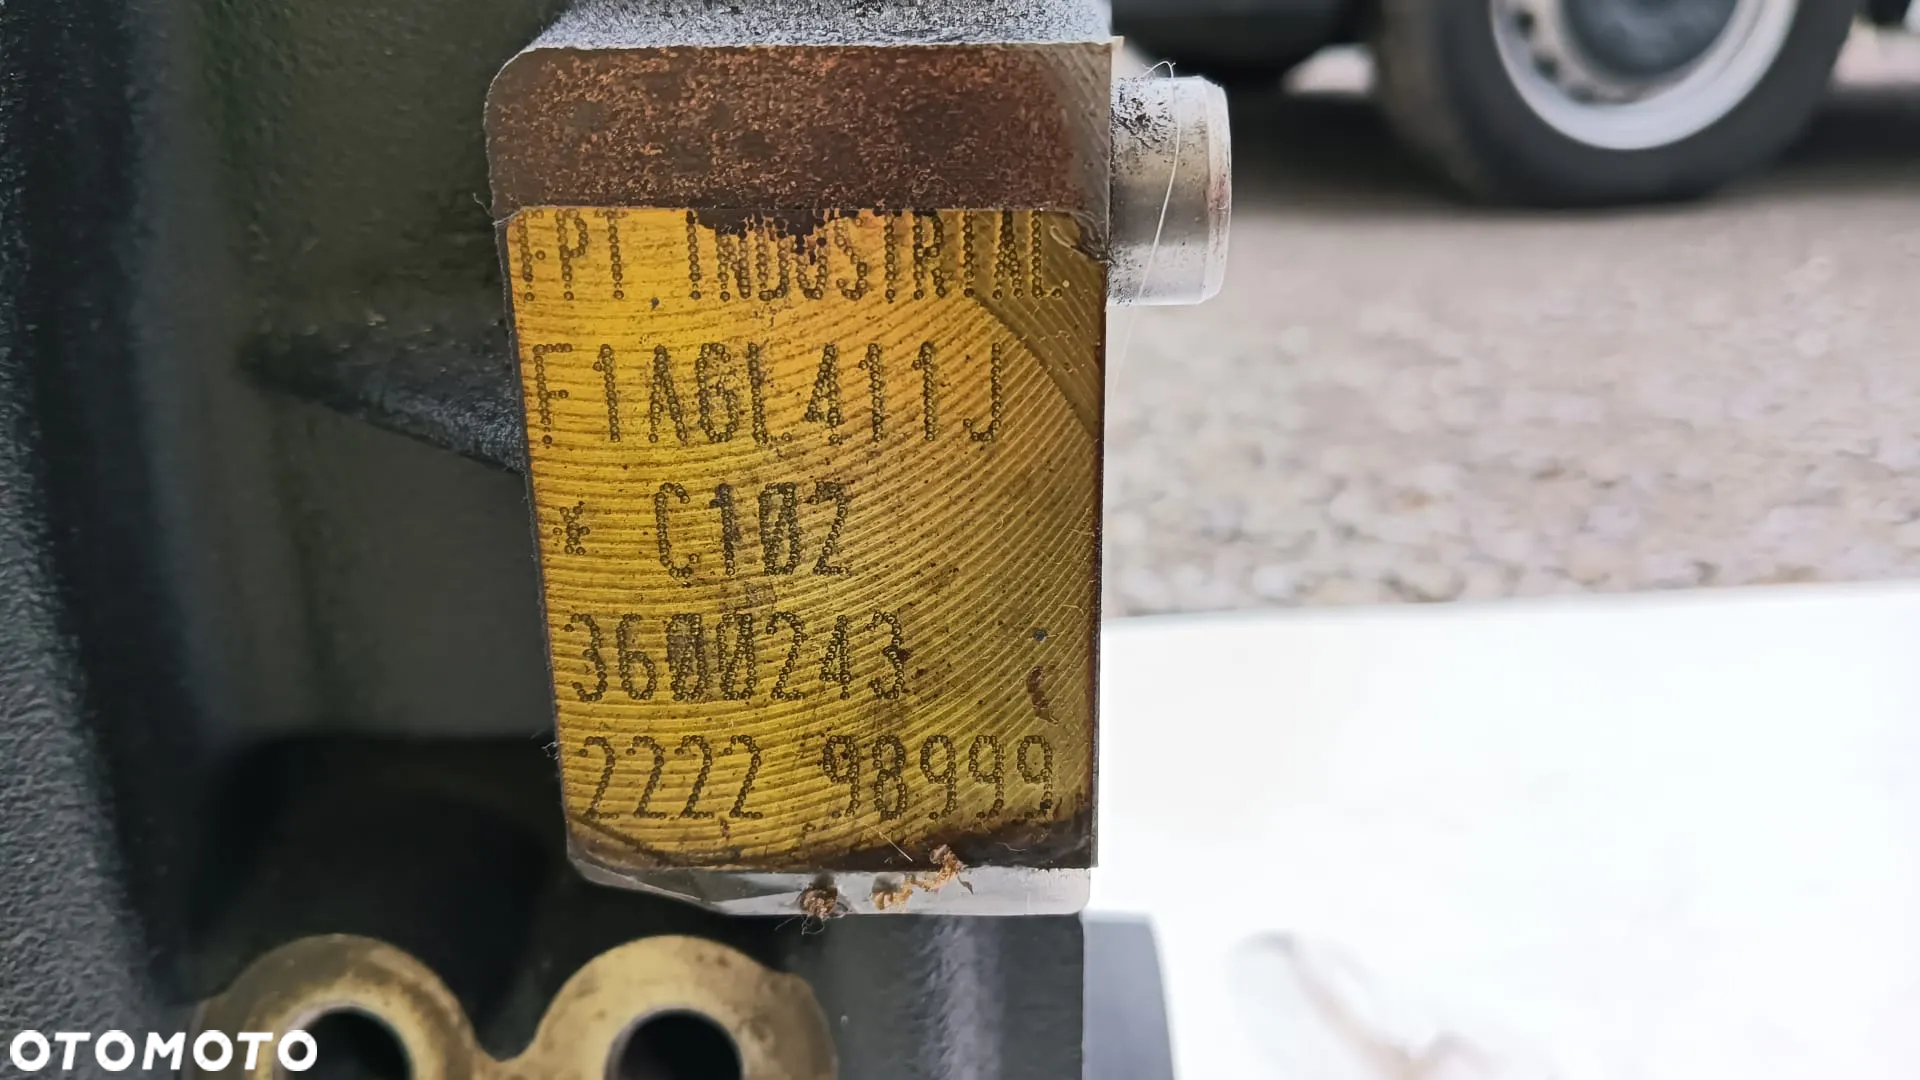 FPT INDUSTRIAL
F1AGL411J
* C102
3600243
2222 98999
OTOMOTO